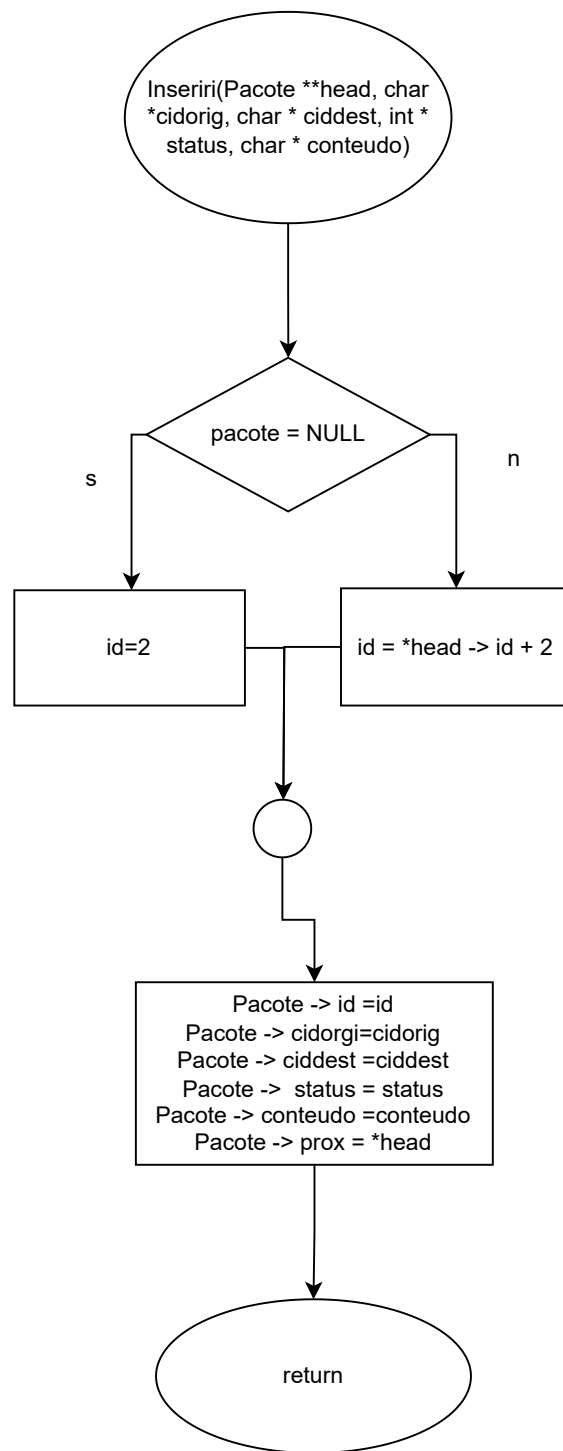 Inseriri(Pacote **head, char
*cidorig, char * ciddest, int *
status, char * conteudo)
pacote = NULL
s
n
id=2
id = *head -> id + 2
Pacote -> id =id
Pacote -> cidorgi=cidorig
Pacote -> ciddest =ciddest
Pacote ->  status = status
Pacote -> conteudo =conteudo
Pacote -> prox = *head
return